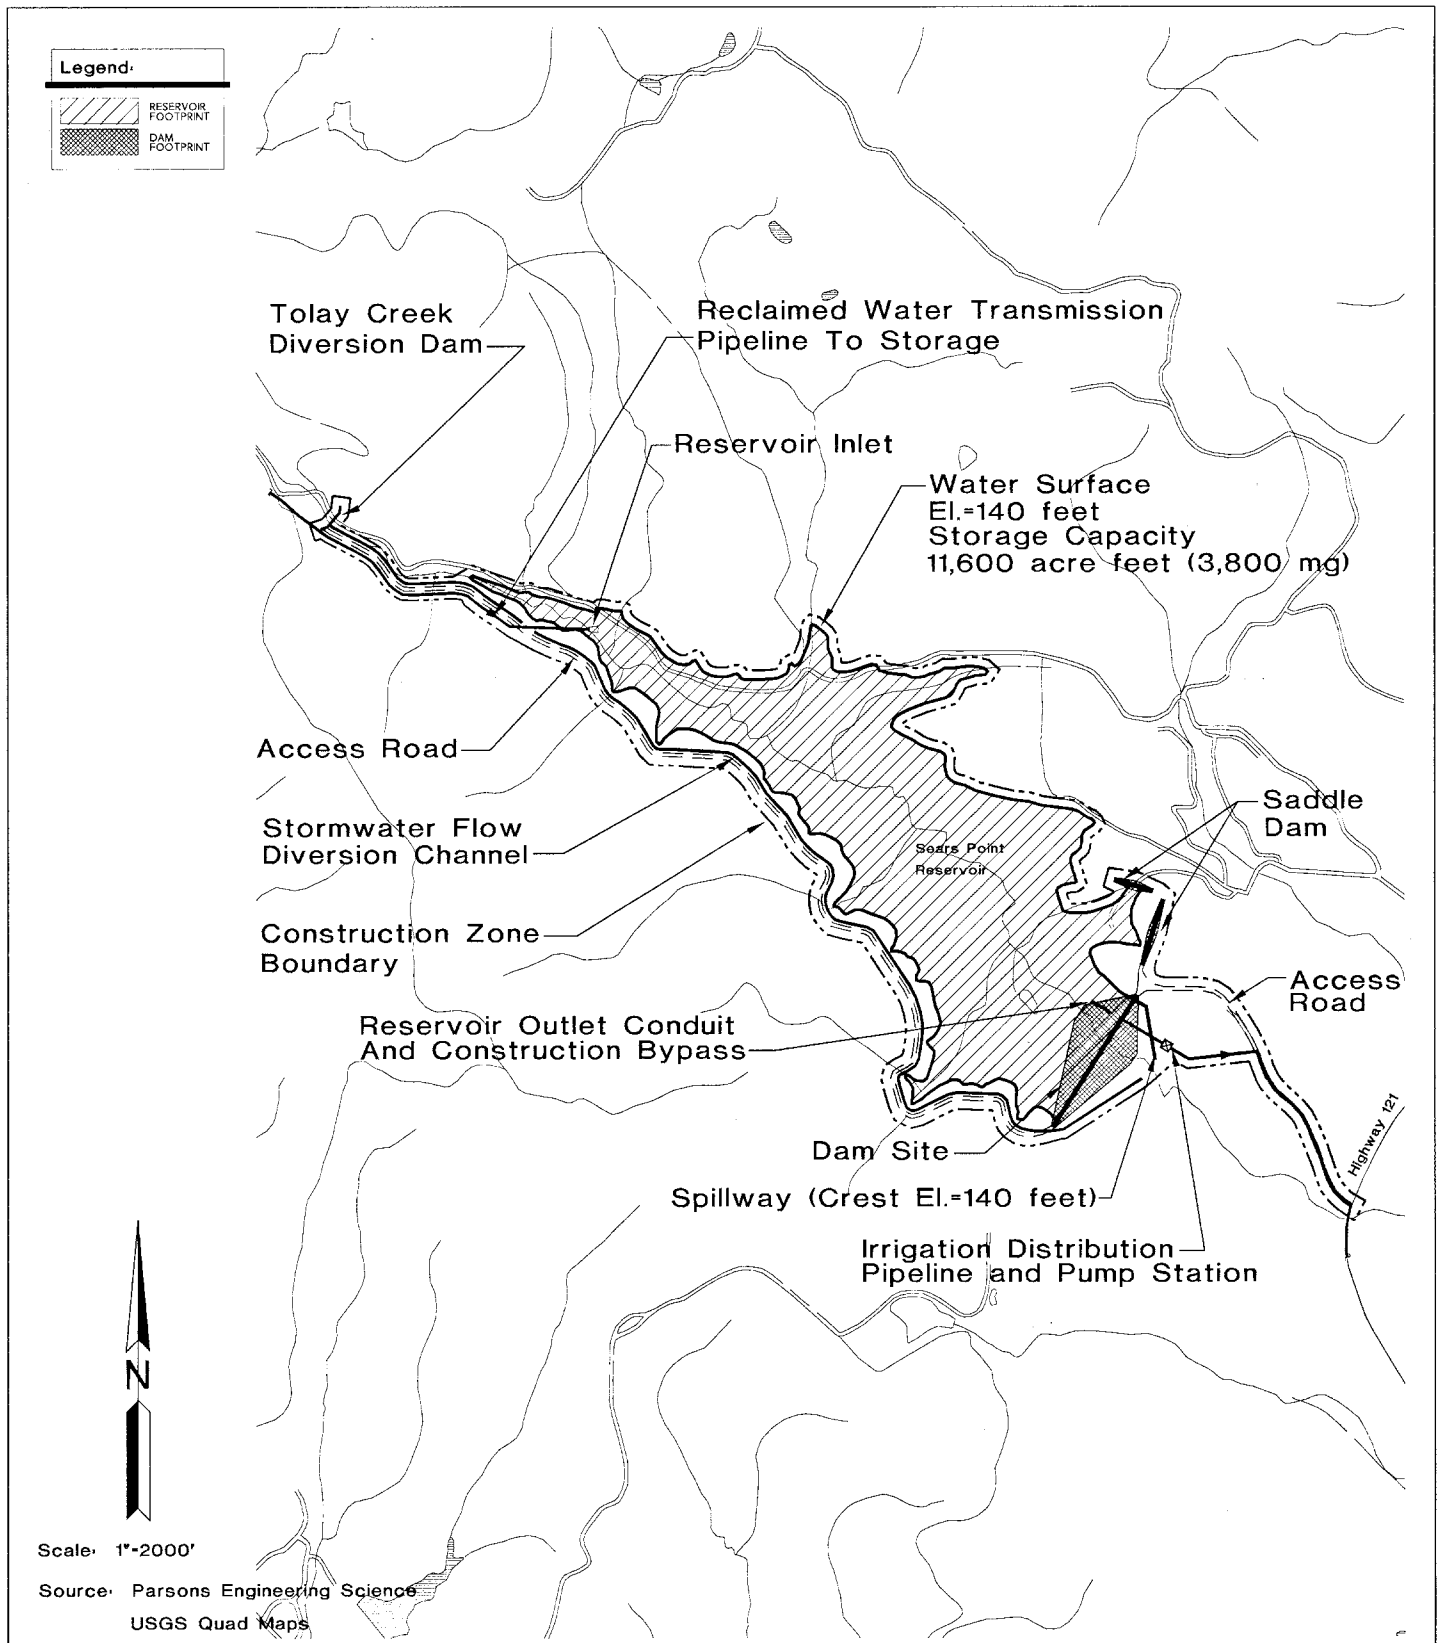 Legend:
RESERVOIR
FOOTPRINT
DAM
FOOTPRINT
Tolay Creek
Diversion Dam
Reclaimed Water Transmission
Pipeline To Storage
Reservoir Inlet
Water Surface
El.=140 feet
Storage Capacity
11,600 acre feet (3,800 mg)
Access Road
Stormwater Flow
Diversion Channel
Saddle
Dam
Sears Point
Reservoir
Construction Zone
Boundary
Access
Road
Reservoir Outlet Conduit
And Construction Bypass
Highway 121
Dam Site
Spillway (Crest El.=140 feet)
Irrigation Distribution
Pipeline and Pump Station
N
Scale: 1"-2000'
Source: Parsons Engineering Science
USGS Quad Maps